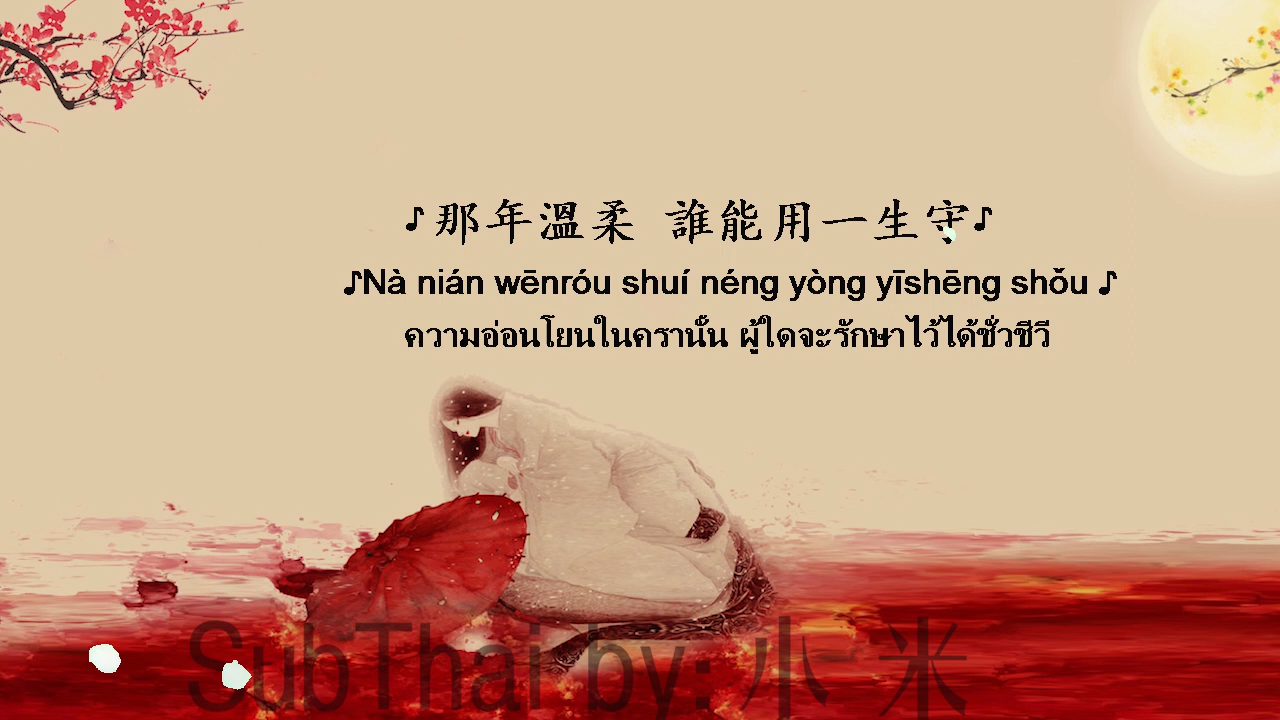 ♪那年溫柔 誰能用一生守♪
♪Nà nián wēnróu shuí néng yòng yīshēng shǒu ♪
ความอ่อนโยนในครานั้น ผู้ใดจะรักษาไว้ได้ชั่วชีวี
SubThai by: 小米